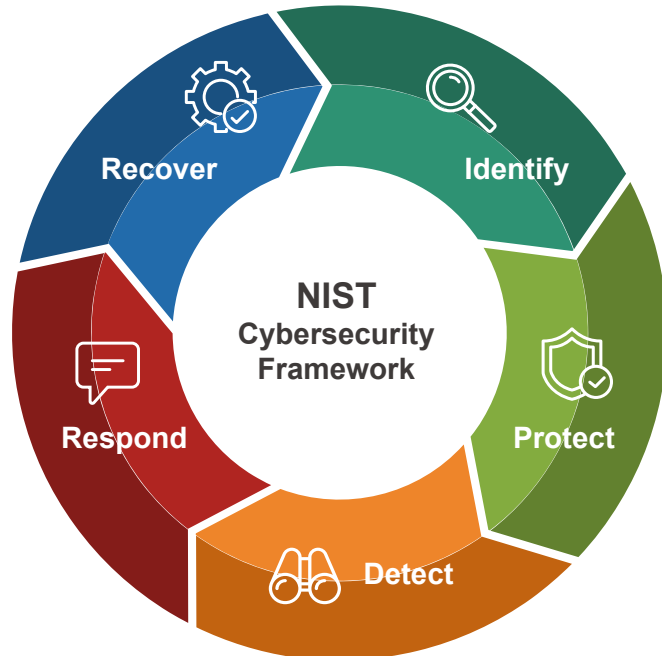 NIST
Cybersecurity
Framework
Identify
Protect
Detect
Respond
Recover